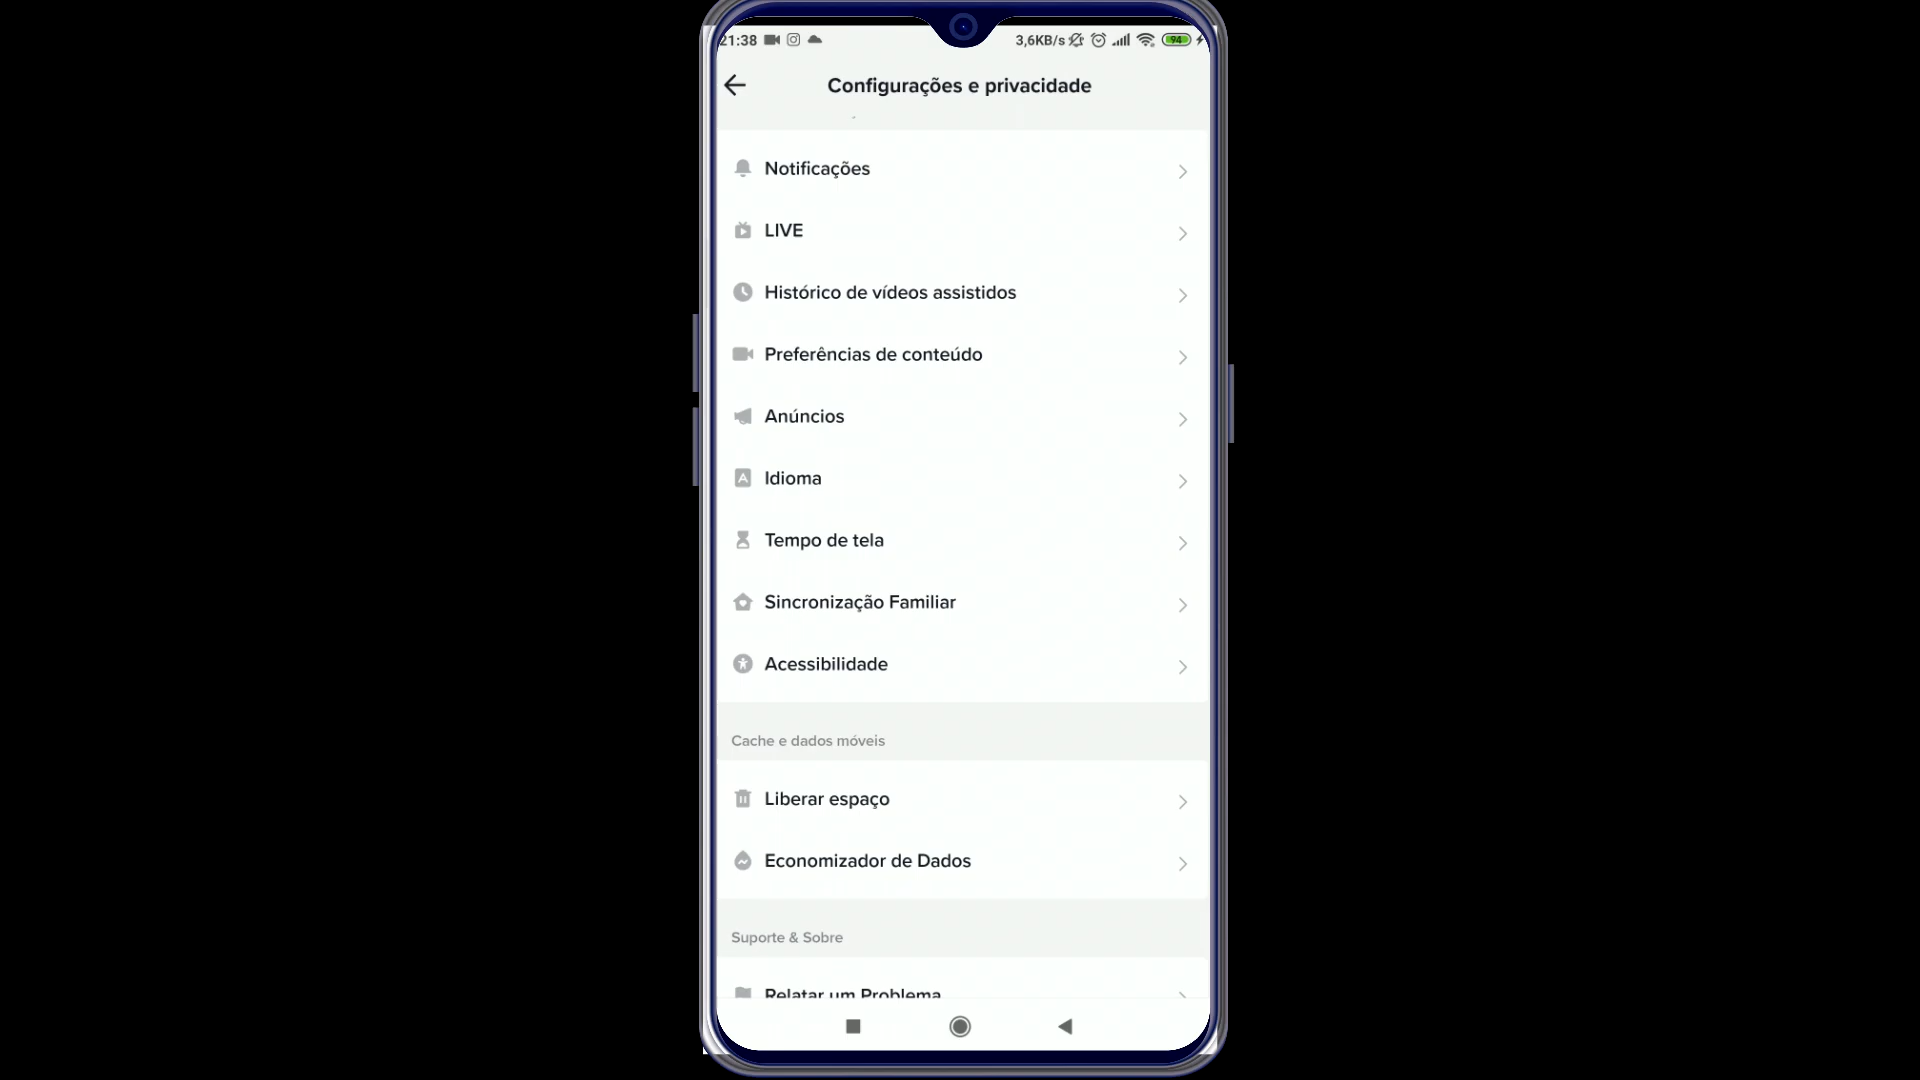 21:38 3,6KB/s 94
Configurações e privacidade
Notificações
LIVE
Histórico de vídeos assistidos
Preferências de conteúdo
Anúncios
Idioma
Tempo de tela
Sincronização Familiar
Acessibilidade
Cache e dados móveis
Liberar espaço
Economizador de Dados
Suporte & Sobre
Relatar um Problema